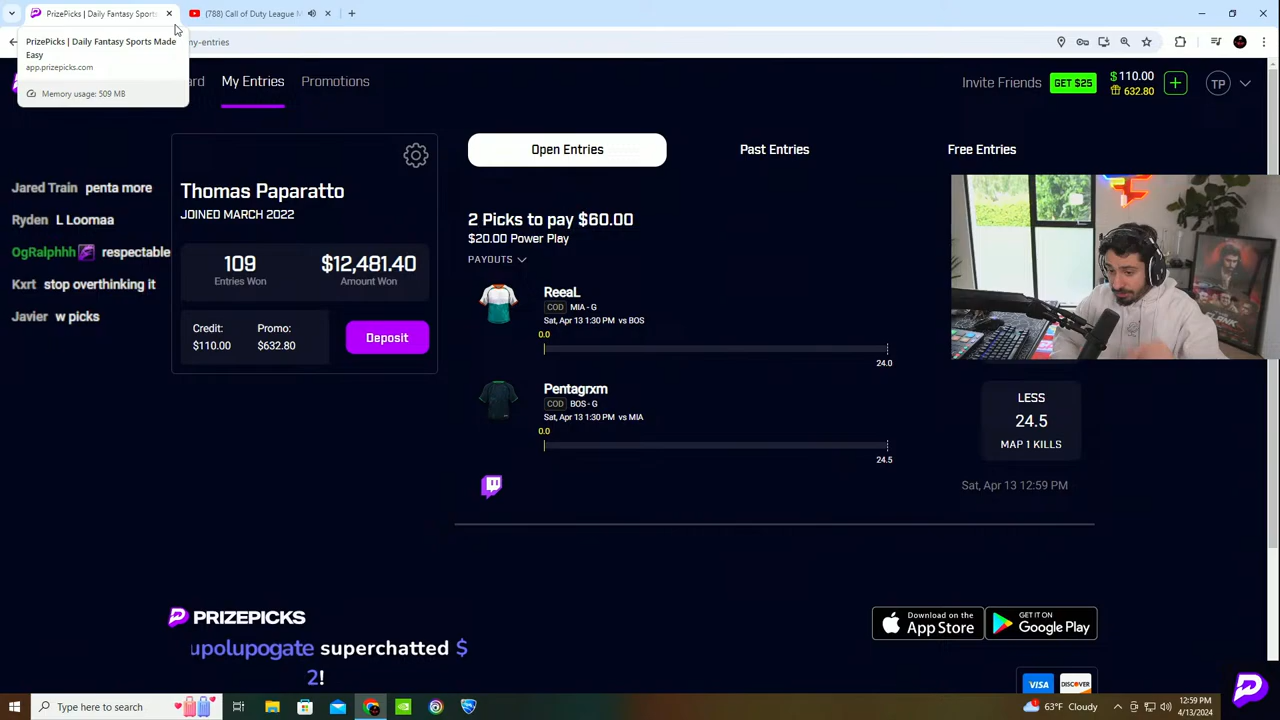 PrizePicks | Daily Fantasy Sports
(788) Call of Duty League M
PrizePicks | Daily Fantasy Sports Made
Easy
app.prizepicks.com
Memory usage: 509 MB
my-entries
My Entries
Promotions
Invite Friends
GET $25
$110.00
632.80
TP
Open Entries
Past Entries
Free Entries
Thomas Paparatto
JOINED MARCH 2022
109
Entries Won
$12,481.40
Amount Won
Credit:
$110.00
Promo:
$632.80
Deposit
Jared Train penta more
Ryden L Loomaa
OgRalphhh respectable
Kxrt stop overthinking it
Javier w picks
2 Picks to pay $60.00
$20.00 Power Play
PAYOUTS
ReeaL
COD MIA - G
Sat, Apr 13 1:30 PM vs BOS
0.0
24.0
Pentagrxm
COD BOS - G
Sat, Apr 13 1:30 PM vs MIA
0.0
24.5
LESS
24.5
MAP 1 KILLS
Sat, Apr 13 12:59 PM
PRIZEPICKS
upolupogate superchatted $
2!
Download on the
App Store
GET IT ON
Google Play
VISA
DISCOVER
Type here to search
63°F Cloudy
12:59 PM
4/13/2024